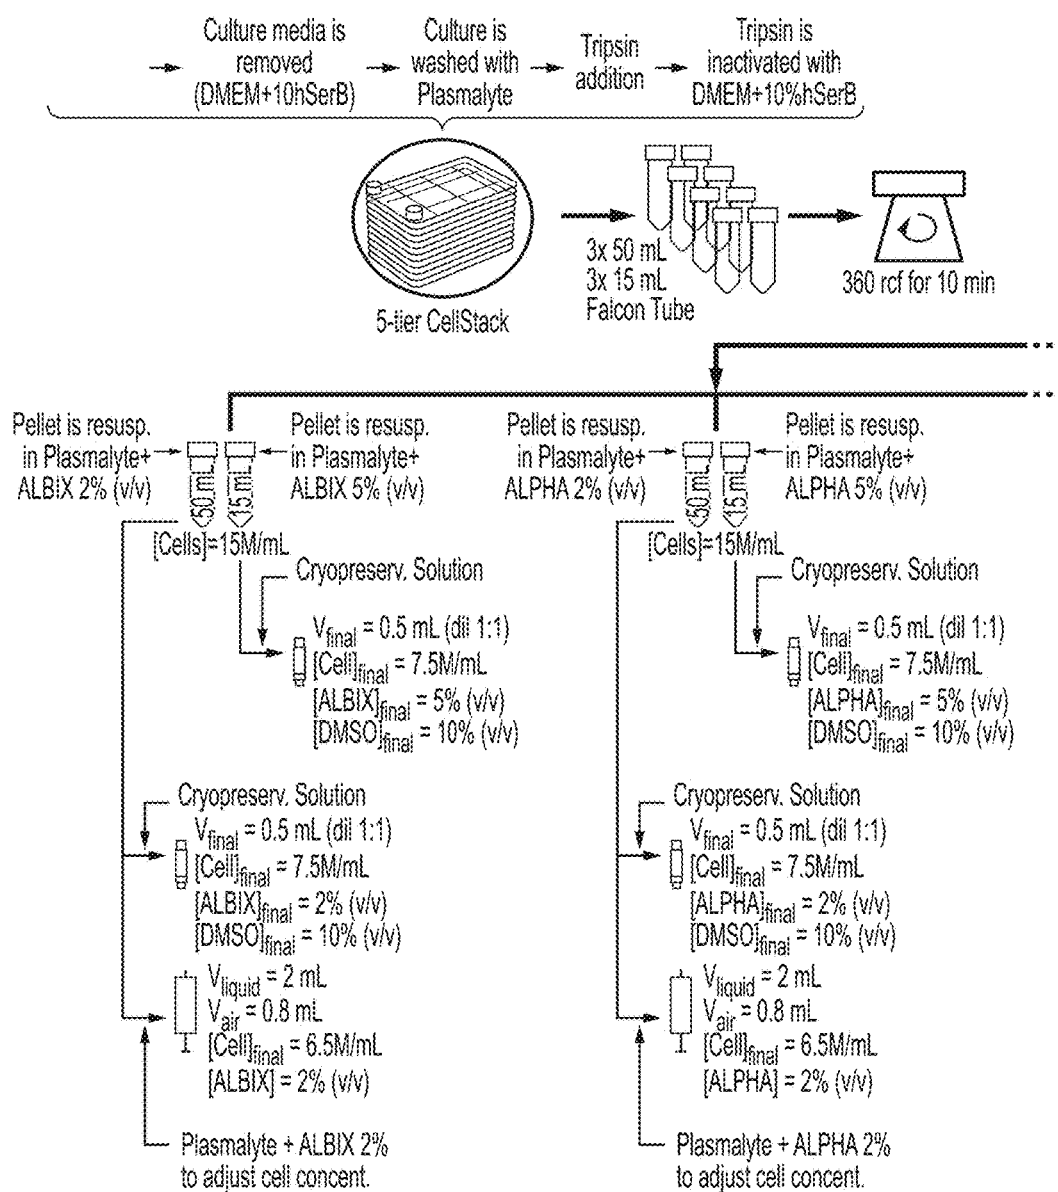 Culture media is
removed
(DMEM+10hSerB)
Culture is
washed with
Plasmalyte
Tripsin
addition
Tripsin is
inactivated with
DMEM+10%hSerB
3x 50 mL
3x 15 mL
Falcon Tube
360 rcf for 10 min
5-tier CellStack
Pellet is resusp.
in Plasmalyte+
ALBIX 2% (v/v)
50 mL
15 mL
Pellet is resusp.
in Plasmalyte+
ALBIX 5% (v/v)
Pellet is resusp.
in Plasmalyte+
ALPHA 2% (v/v)
50 mL
15 mL
Pellet is resusp.
in Plasmalyte+
ALPHA 5% (v/v)
[Cells]=15M/mL
Cryopreserv. Solution
Vfinal = 0.5 mL (dil 1:1)
[Cell]final = 7.5M/mL
[ALBIX]final = 5% (v/v)
[DMSO]final = 10% (v/v)
[Cells]=15M/mL
Cryopreserv. Solution
Vfinal = 0.5 mL (dil 1:1)
[Cell]final = 7.5M/mL
[ALPHA]final = 5% (v/v)
[DMSO]final = 10% (v/v)
Cryopreserv. Solution
Vfinal = 0.5 mL (dil 1:1)
[Cell]final = 7.5M/mL
[ALBIX]final = 2% (v/v)
[DMSO]final = 10% (v/v)
Vliquid = 2 mL
Vair = 0.8 mL
[Cell]final = 6.5M/mL
[ALBIX] = 2% (v/v)
Plasmalyte + ALBIX 2%
to adjust cell concent.
Cryopreserv. Solution
Vfinal = 0.5 mL (dil 1:1)
[Cell]final = 7.5M/mL
[ALPHA]final = 2% (v/v)
[DMSO]final = 10% (v/v)
Vliquid = 2 mL
Vair = 0.8 mL
[Cell]final = 6.5M/mL
[ALPHA] = 2% (v/v)
Plasmalyte + ALPHA 2%
to adjust cell concent.